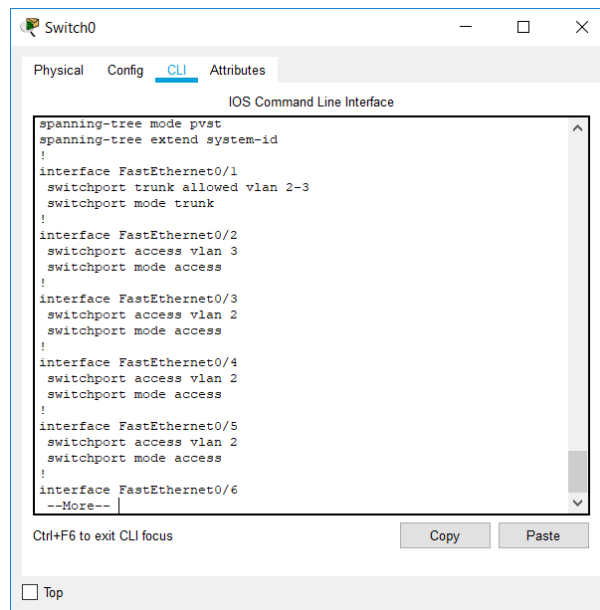 Switch0
Physical Config CLI Attributes
IOS Command Line Interface
spanning-tree mode pvst
spanning-tree extend system-id
!
interface FastEthernet0/1
switchport trunk allowed vlan 2-3
switchport mode trunk
!
interface FastEthernet0/2
switchport access vlan 3
switchport mode access
!
interface FastEthernet0/3
switchport access vlan 2
switchport mode access
!
interface FastEthernet0/4
switchport access vlan 2
switchport mode access
!
interface FastEthernet0/5
switchport access vlan 2
switchport mode access
!
interface FastEthernet0/6
--More--
Ctrl+F6 to exit CLI focus Copy Paste
Top